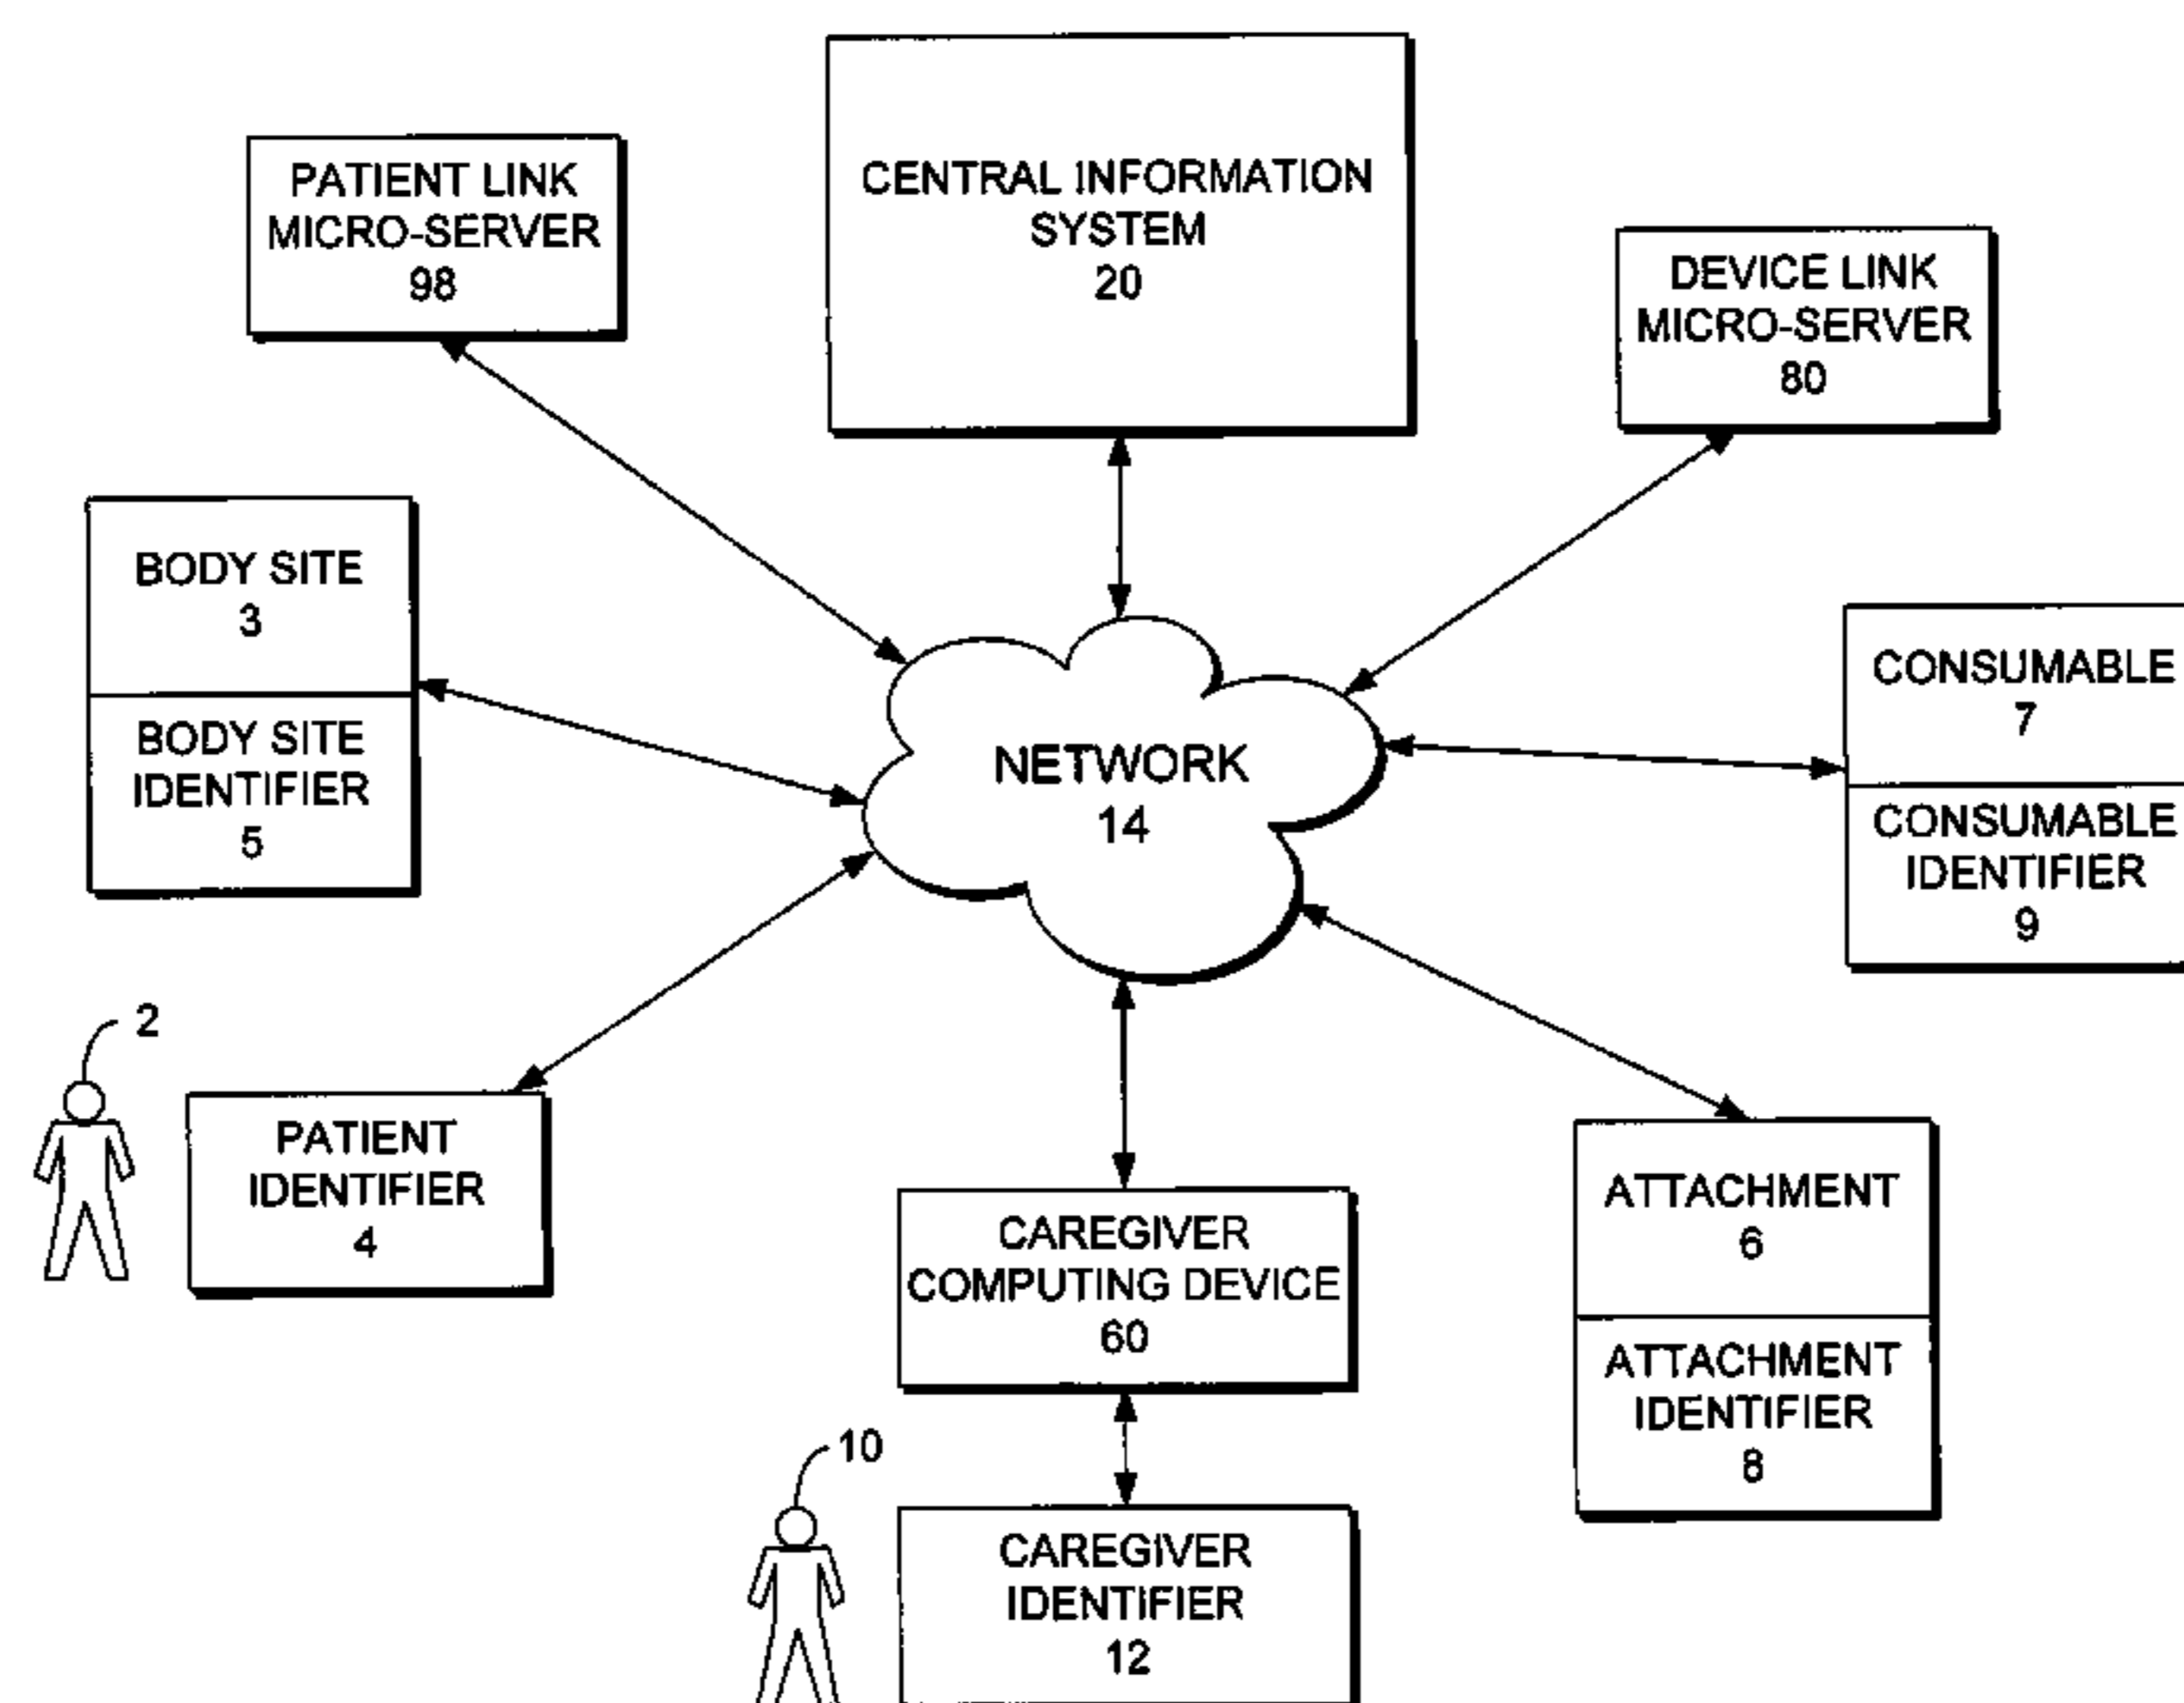 CENTRAL INFORMATION
SYSTEM
20
PATIENT LINK
MICRO-SERVER
98
DEVICE LINK
MICRO-SERVER
80
BODY SITE
3
BODY SITE
IDENTIFIER
5
NETWORK
14
CONSUMABLE
7
CONSUMABLE
IDENTIFIER
9
2
PATIENT
IDENTIFIER
4
CAREGIVER
COMPUTING DEVICE
60
ATTACHMENT
6
ATTACHMENT
IDENTIFIER
8
10
CAREGIVER
IDENTIFIER
12